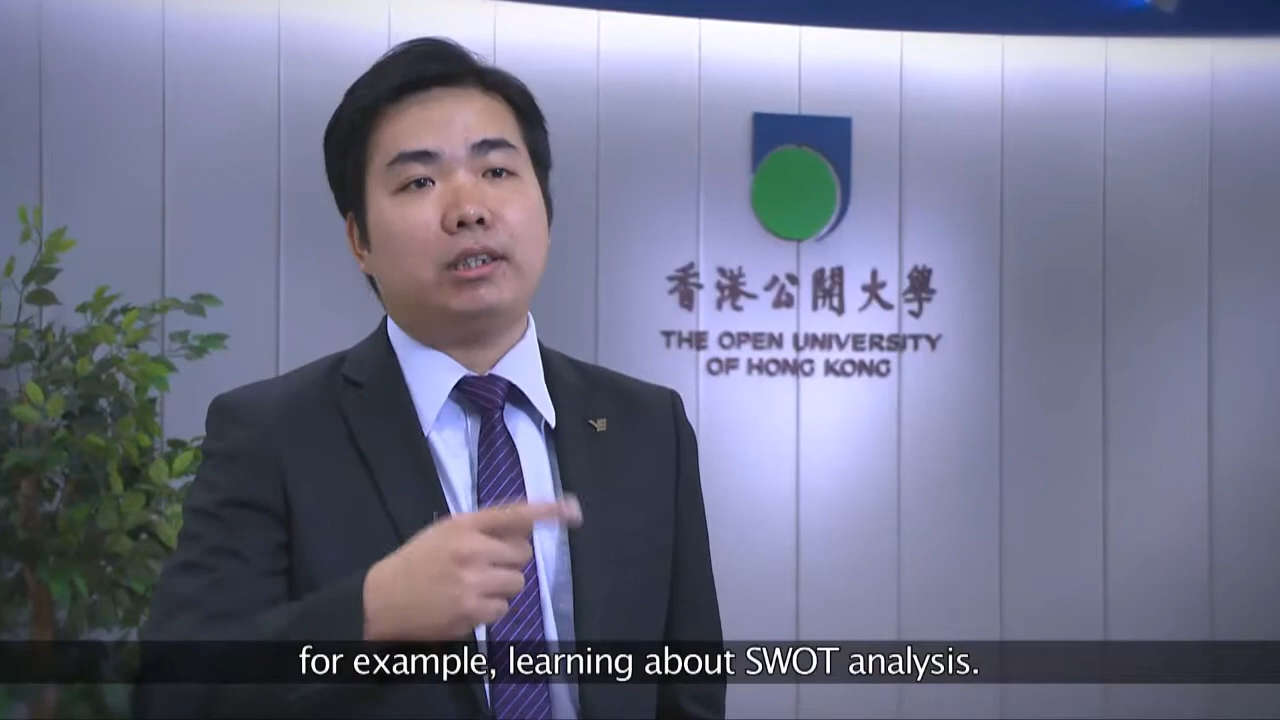 香港公開大學
THE OPEN UNIVERSITY
OF HONG KONG
for example, learning about SWOT analysis.